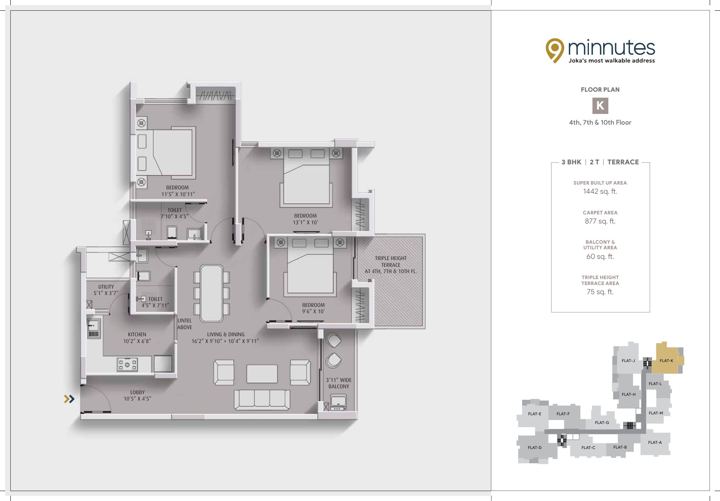 9 minnutes
Joka's most walkable address
FLOOR PLAN
K
4th, 7th & 10th Floor
3 BHK | 2 T | TERRACE
SUPER BUILT UP AREA
1442 sq. ft.
CARPET AREA
877 sq. ft.
BALCONY &
UTILITY AREA
60 sq. ft.
TRIPLE HEIGHT
TERRACE AREA
75 sq. ft.
BEDROOM
11'5" X 10'11"
TOILET
7'10" X 4'5"
BEDROOM
13'1" X 10'
TRIPLE HEIGHT
TERRACE
AT 4TH, 7TH & 10TH FL.
UTILITY
5'1" X 3'7"
TOILET
4'5" X 7'11"
BEDROOM
9'6" X 10'
LINTEL
ABOVE
KITCHEN
10'2" X 6'8"
LIVING & DINING
16'2" X 9'10" + 10'4" X 9'11"
3'11" WIDE
BALCONY
LOBBY
10'5" X 4'5"
FLAT-J
FLAT-K
FLAT-L
FLAT-H
FLAT-M
FLAT-E
FLAT-F
FLAT-G
FLAT-D
FLAT-C
FLAT-B
FLAT-A